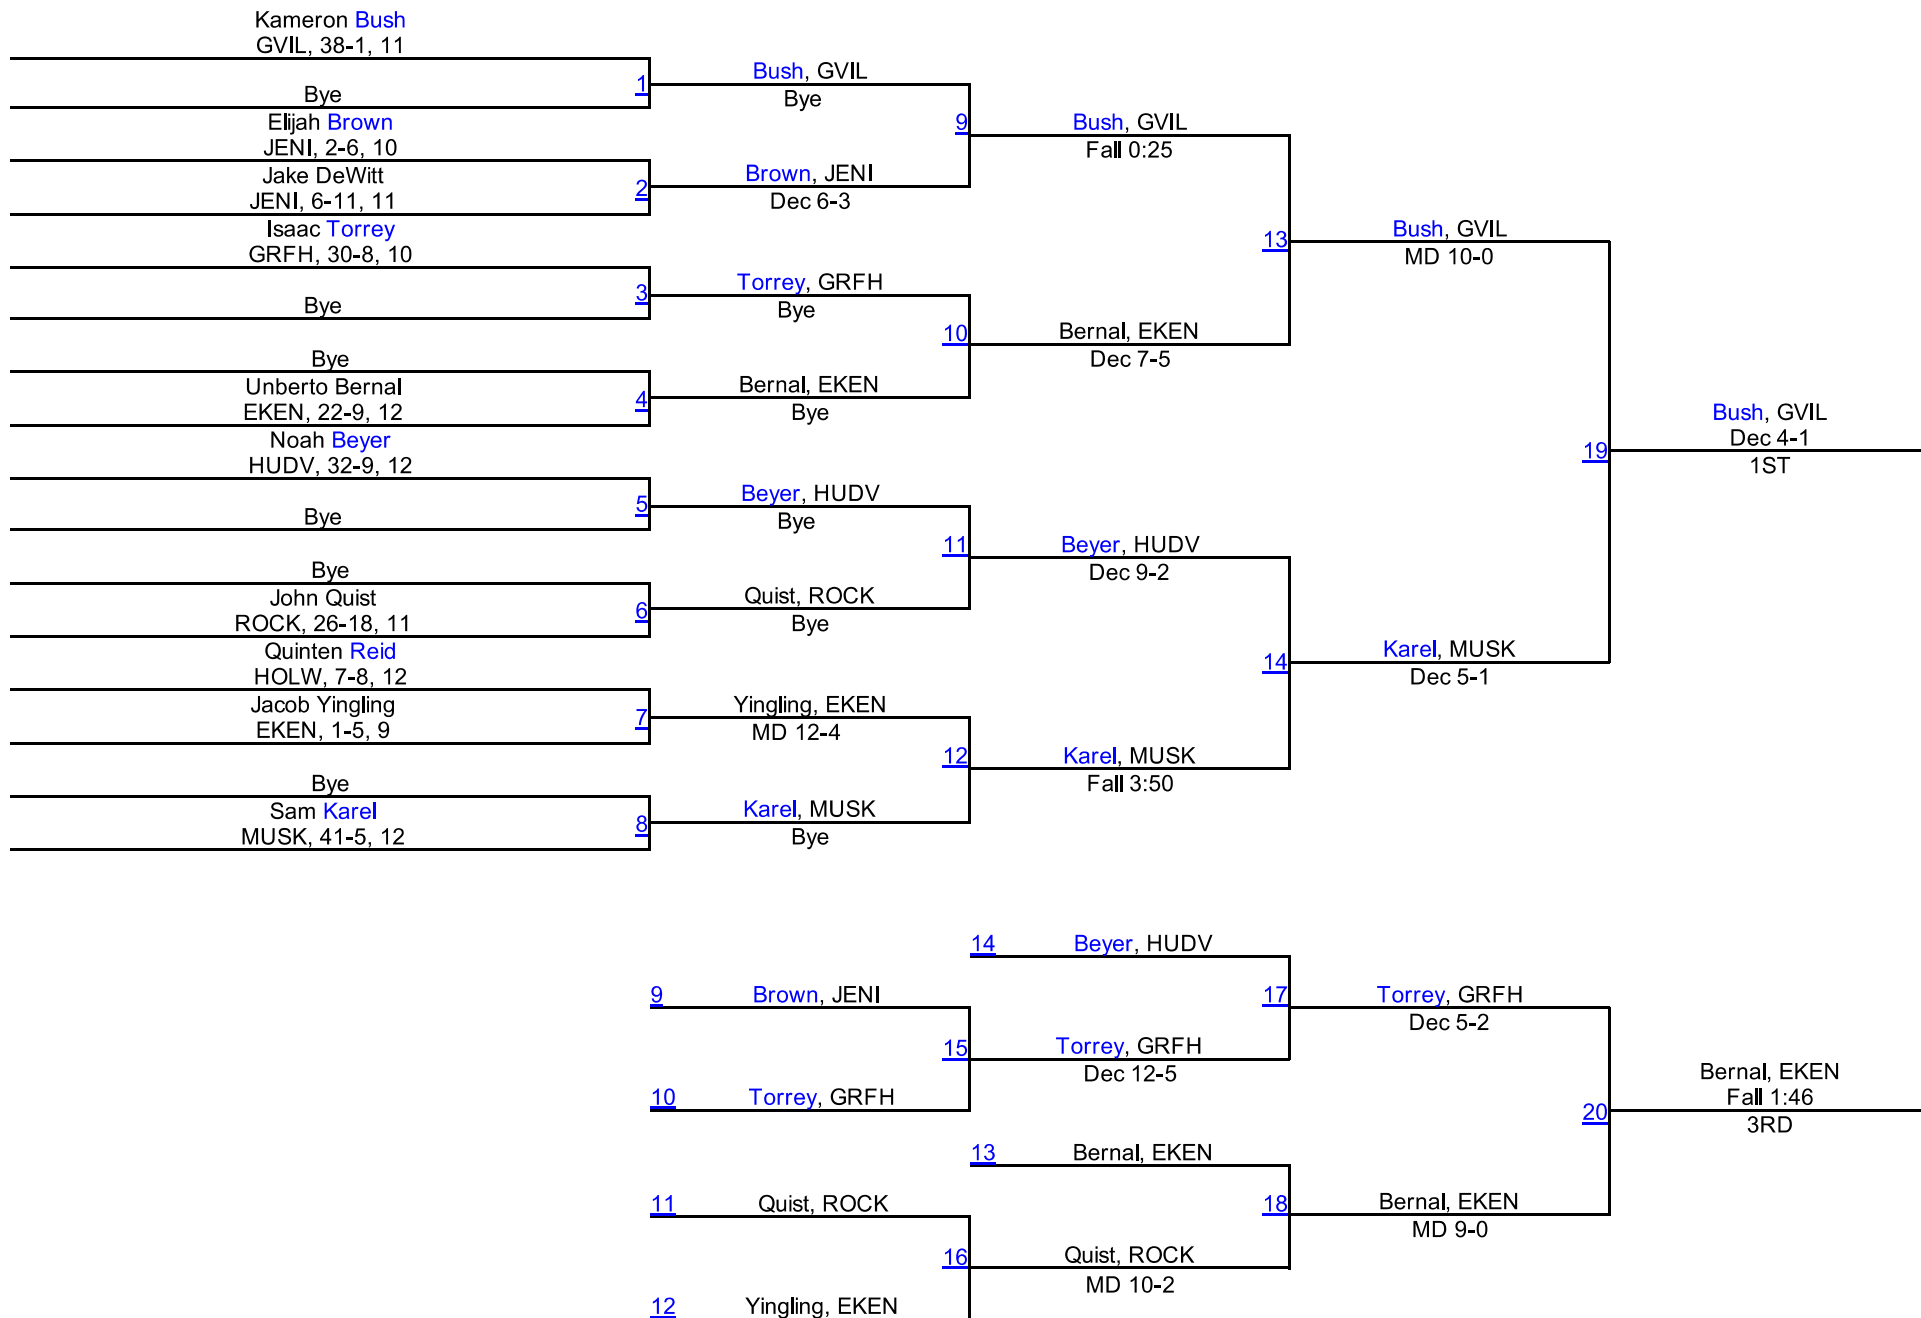 Kameron Bush
GVIL, 38-1, 11
Bye
1
Elijah Brown
JENI, 2-6, 10
Jake DeWitt
JENI, 6-11, 11
2
Isaac Torrey
GRFH, 30-8, 10
Bye
3
Bye
Unberto Bernal
EKEN, 22-9, 12
4
Noah Beyer
HUDV, 32-9, 12
Bye
5
Bye
John Quist
ROCK, 26-18, 11
6
Quinten Reid
HOLW, 7-8, 12
Jacob Yingling
EKEN, 1-5, 9
7
Bye
Sam Karel
MUSK, 41-5, 12
8
Bush, GVIL
Bye
9
Brown, JENI
Dec 6-3
Torrey, GRFH
Bye
10
Bernal, EKEN
Bye
Beyer, HUDV
Bye
11
Quist, ROCK
Bye
Yingling, EKEN
MD 12-4
12
Karel, MUSK
Bye
Bush, GVIL
Fall 0:25
13
Bernal, EKEN
Dec 7-5
Beyer, HUDV
Dec 9-2
14
Karel, MUSK
Fall 3:50
Bush, GVIL
MD 10-0
19
Karel, MUSK
Dec 5-1
Bush, GVIL
Dec 4-1
1ST
9 Brown, JENI
15
10 Torrey, GRFH
11 Quist, ROCK
16
12 Yingling, EKEN
14 Beyer, HUDV
17
Torrey, GRFH
Dec 12-5
13 Bernal, EKEN
18
Quist, ROCK
MD 10-2
Torrey, GRFH
Dec 5-2
20
Bernal, EKEN
MD 9-0
Bernal, EKEN
Fall 1:46
3RD